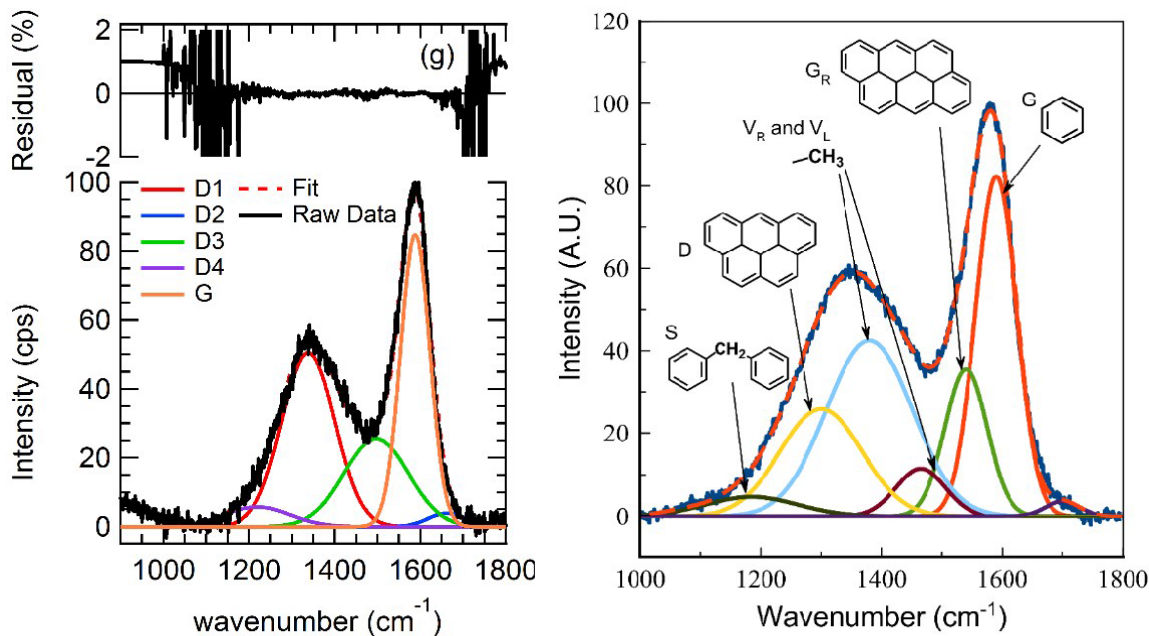 Residual (%)
2
0
-2
(g)
D1
D2
D3
D4
G
Fit
Raw Data
Intensity (cps)
100
80
60
40
20
0
1000
1200
1400
1600
1800
wavenumber (cm⁻¹)
Intensity (A.U.)
120
100
80
60
40
20
0
1000
1200
1400
1600
1800
Wavenumber (cm⁻¹)
G_R
G
V_R and V_L
CH₃
D
S
CH₂